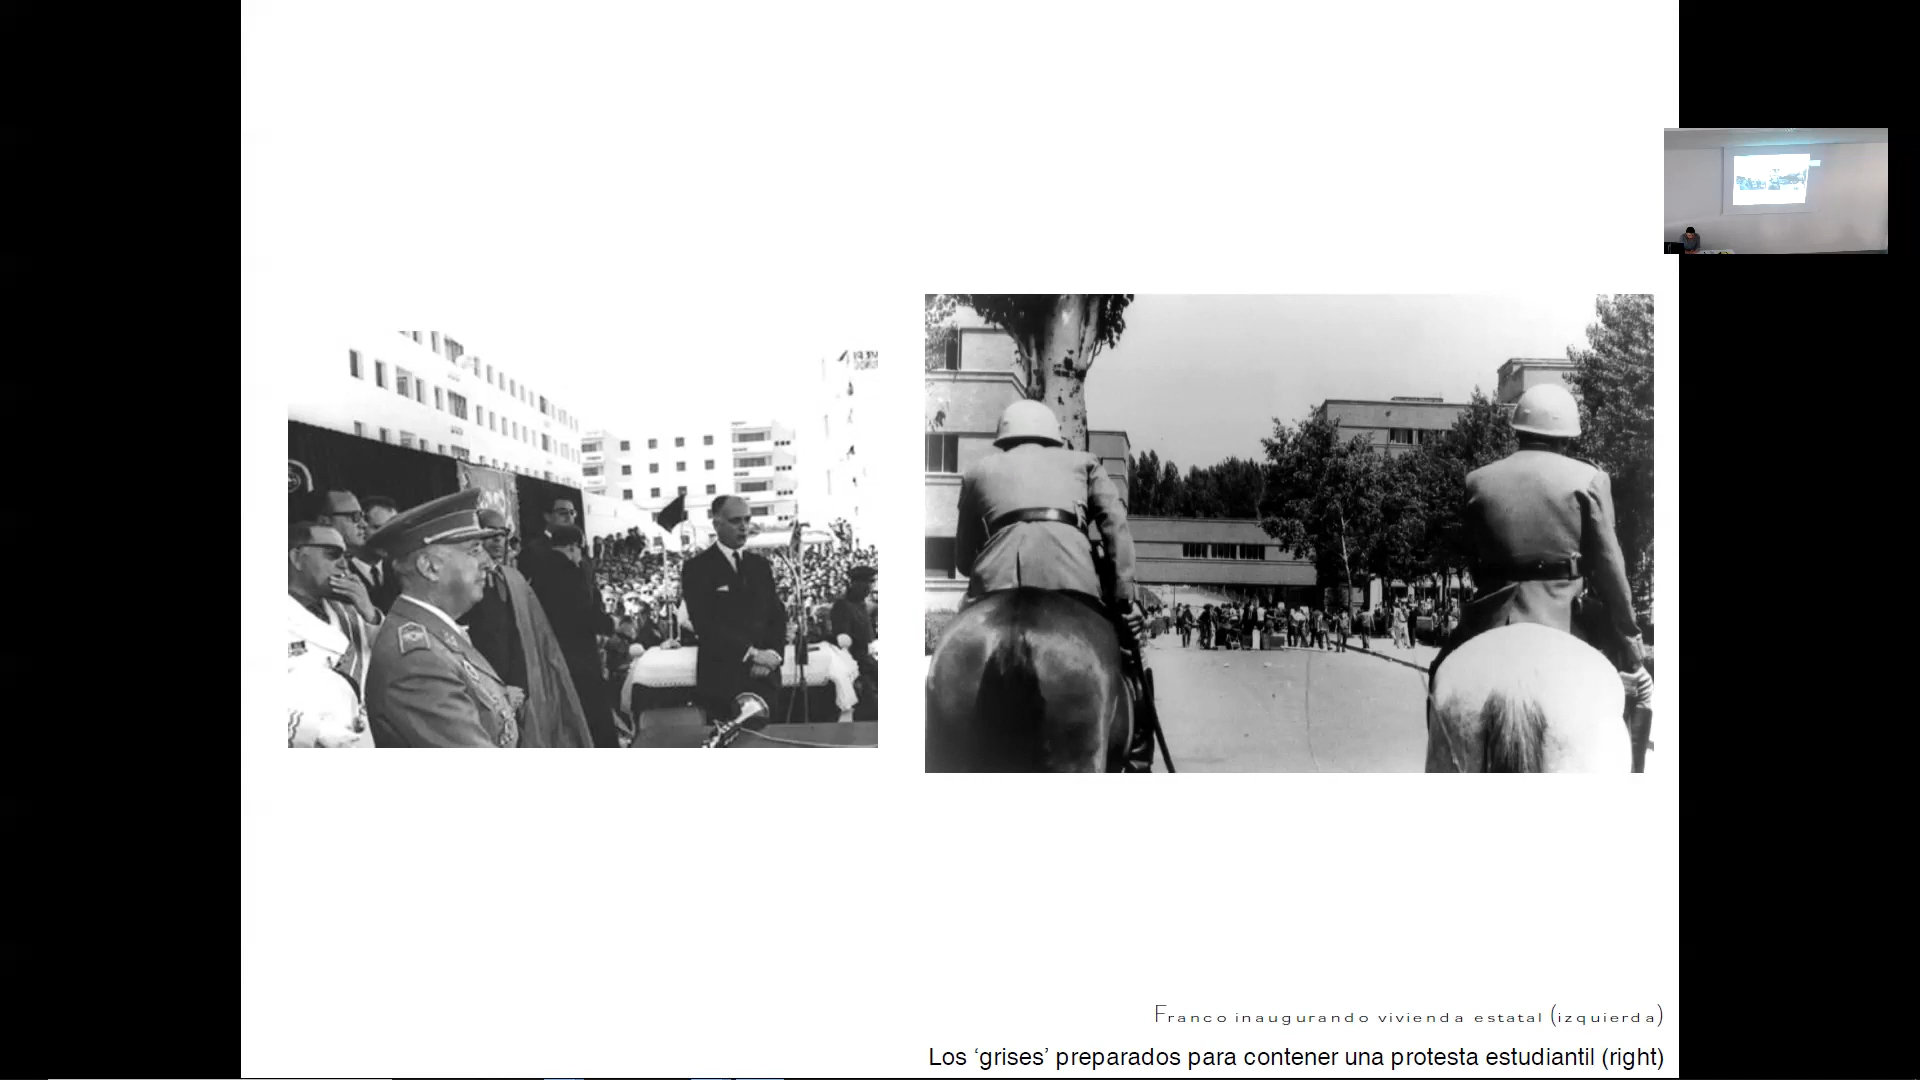 Franco inaugurando vivienda estatal (izquierda)
Los ‘grises’ preparados para contener una protesta estudiantil (right)